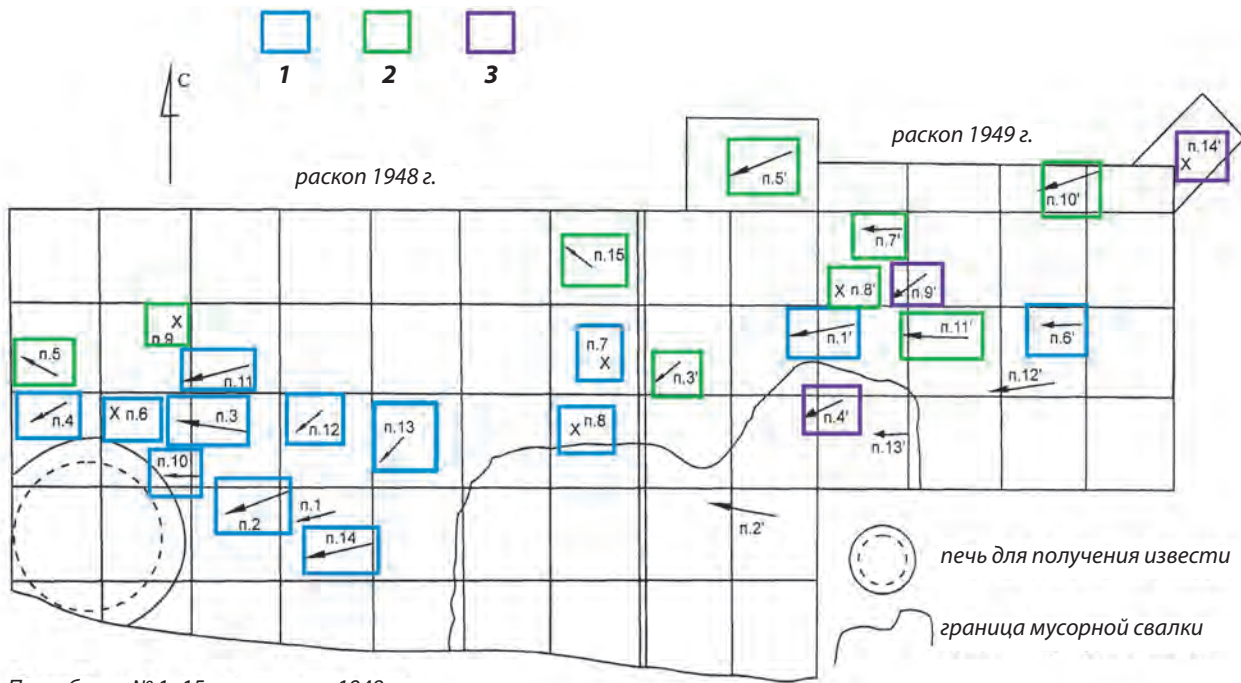 1 2 3
С
раскоп 1948 г.
раскоп 1949 г.
п.14'
X
п.5'
п.10'
п.7'
п.15
X п.8'
п.9'
X
п.9
п.5
п.7
X
п.1'
п.11'
п.6'
п.11
п.3'
п.12'
п.4
X п.6
п.3
п.12
п.13
X п.8
п.4'
п.13'
п.10
п.2
п.1
п.14
п.2'
печь для получения извести
граница мусорной свалки